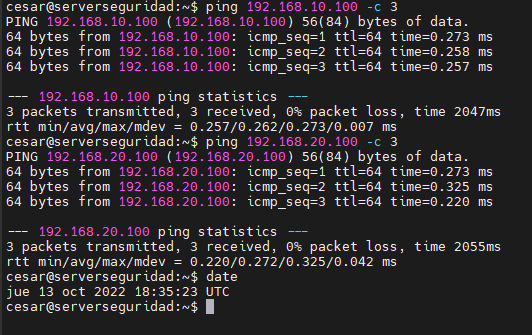 cesar@serverseguridad:~$ ping 192.168.10.100 -c 3
PING 192.168.10.100 (192.168.10.100) 56(84) bytes of data.
64 bytes from 192.168.10.100: icmp_seq=1 ttl=64 time=0.273 ms
64 bytes from 192.168.10.100: icmp_seq=2 ttl=64 time=0.258 ms
64 bytes from 192.168.10.100: icmp_seq=3 ttl=64 time=0.257 ms

--- 192.168.10.100 ping statistics ---
3 packets transmitted, 3 received, 0% packet loss, time 2047ms
rtt min/avg/max/mdev = 0.257/0.262/0.273/0.007 ms
cesar@serverseguridad:~$ ping 192.168.20.100 -c 3
PING 192.168.20.100 (192.168.20.100) 56(84) bytes of data.
64 bytes from 192.168.20.100: icmp_seq=1 ttl=64 time=0.273 ms
64 bytes from 192.168.20.100: icmp_seq=2 ttl=64 time=0.325 ms
64 bytes from 192.168.20.100: icmp_seq=3 ttl=64 time=0.220 ms

--- 192.168.20.100 ping statistics ---
3 packets transmitted, 3 received, 0% packet loss, time 2055ms
rtt min/avg/max/mdev = 0.220/0.272/0.325/0.042 ms
cesar@serverseguridad:~$ date
jue 13 oct 2022 18:35:23 UTC
cesar@serverseguridad:~$